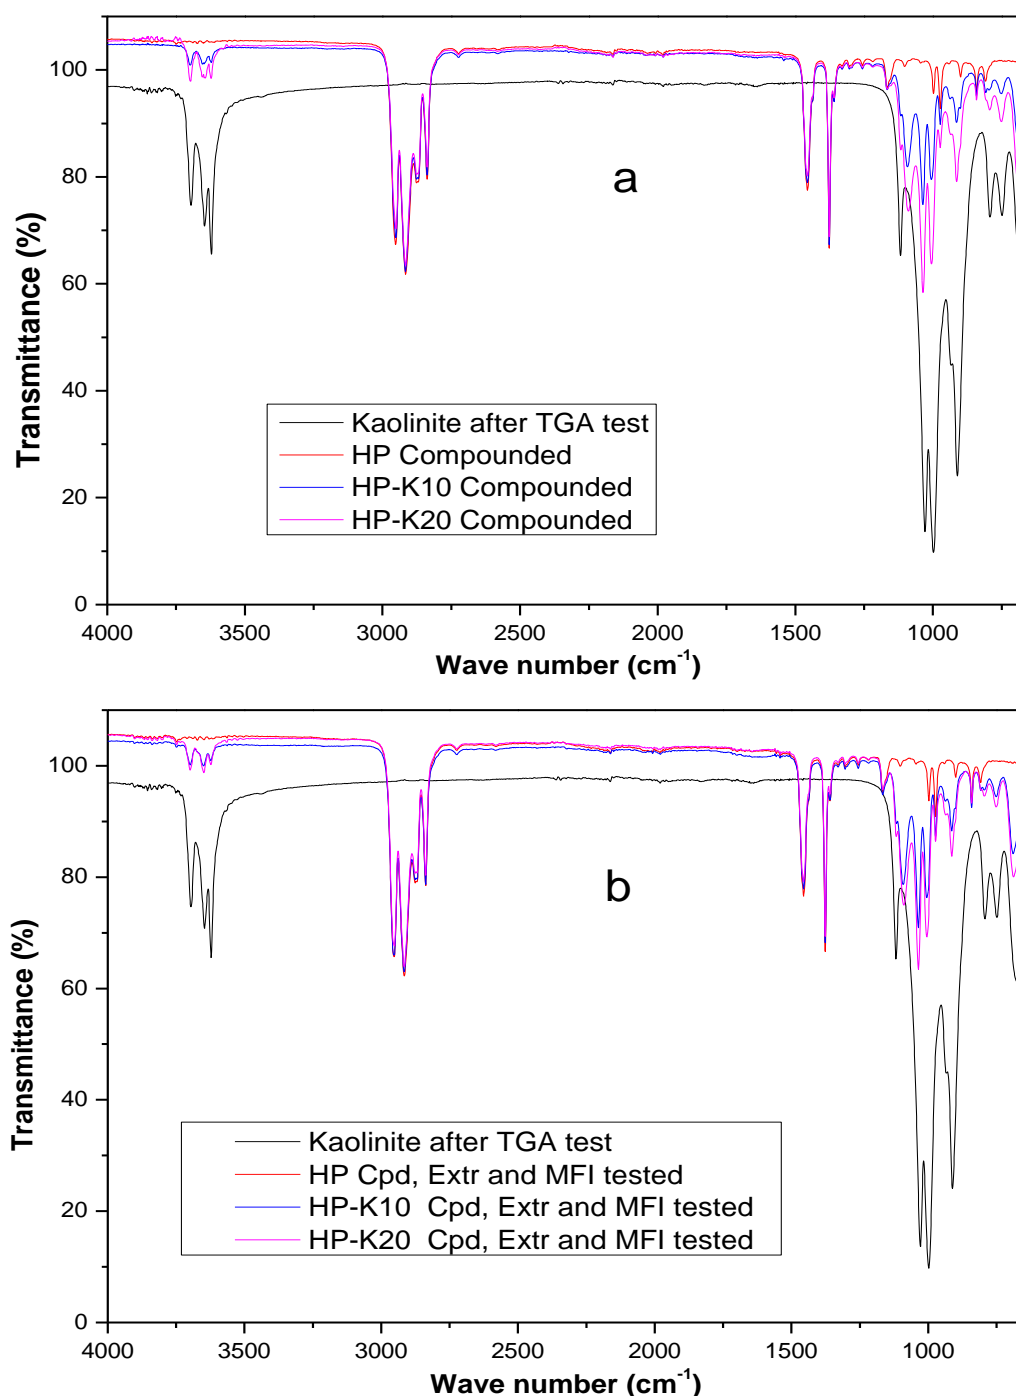 100
80
60
40
20
0
Transmittance (%)
a
Kaolinite after TGA test
HP Compounded
HP-K10 Compounded
HP-K20 Compounded
4000 3500 3000 2500 2000 1500 1000
Wave number (cm⁻¹)
100
80
60
40
20
0
Transmittance (%)
b
Kaolinite after TGA test
HP Cpd, Extr and MFI tested
HP-K10 Cpd, Extr and MFI tested
HP-K20 Cpd, Extr and MFI tested
4000 3500 3000 2500 2000 1500 1000
Wave number (cm⁻¹)